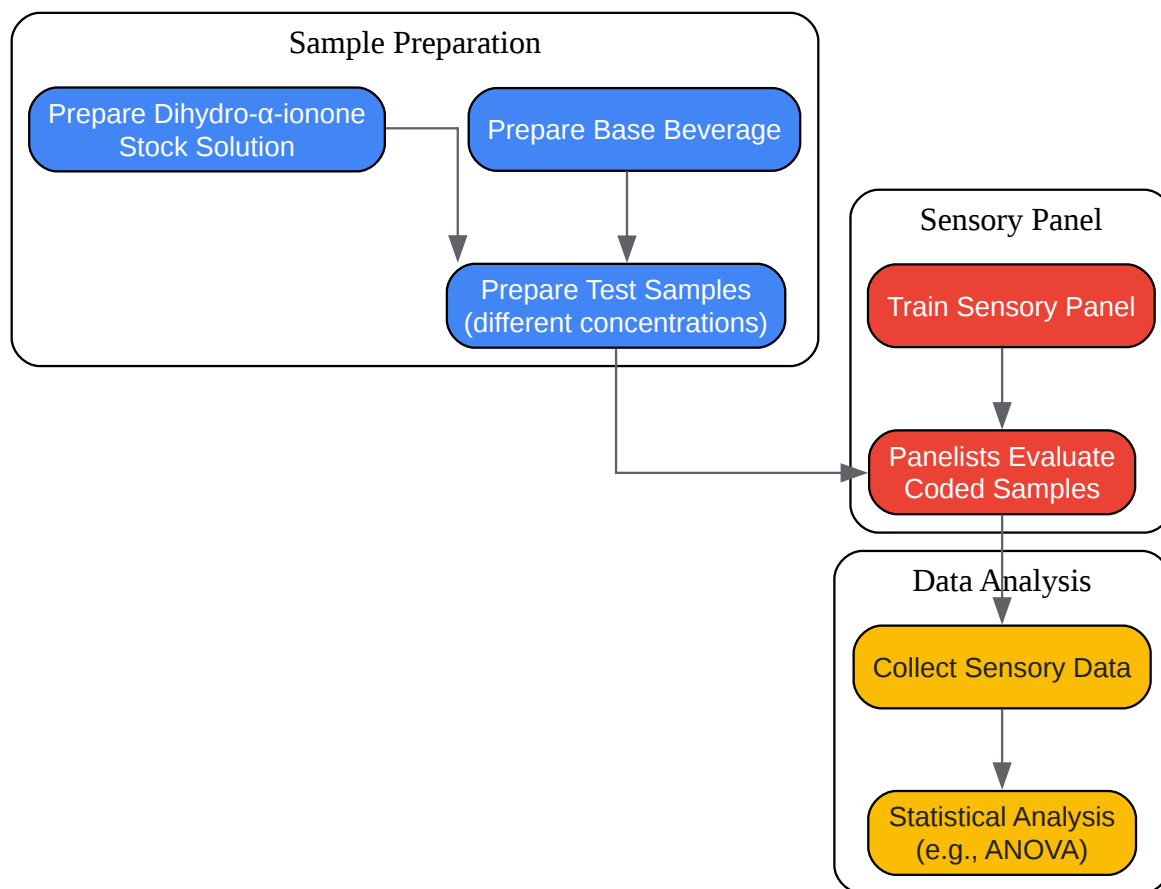 Sample Preparation
Prepare Dihydro-α-ionone
Stock Solution
Prepare Base Beverage
Prepare Test Samples
(different concentrations)
Sensory Panel
Train Sensory Panel
Panelists Evaluate
Coded Samples
Data Analysis
Collect Sensory Data
Statistical Analysis
(e.g., ANOVA)